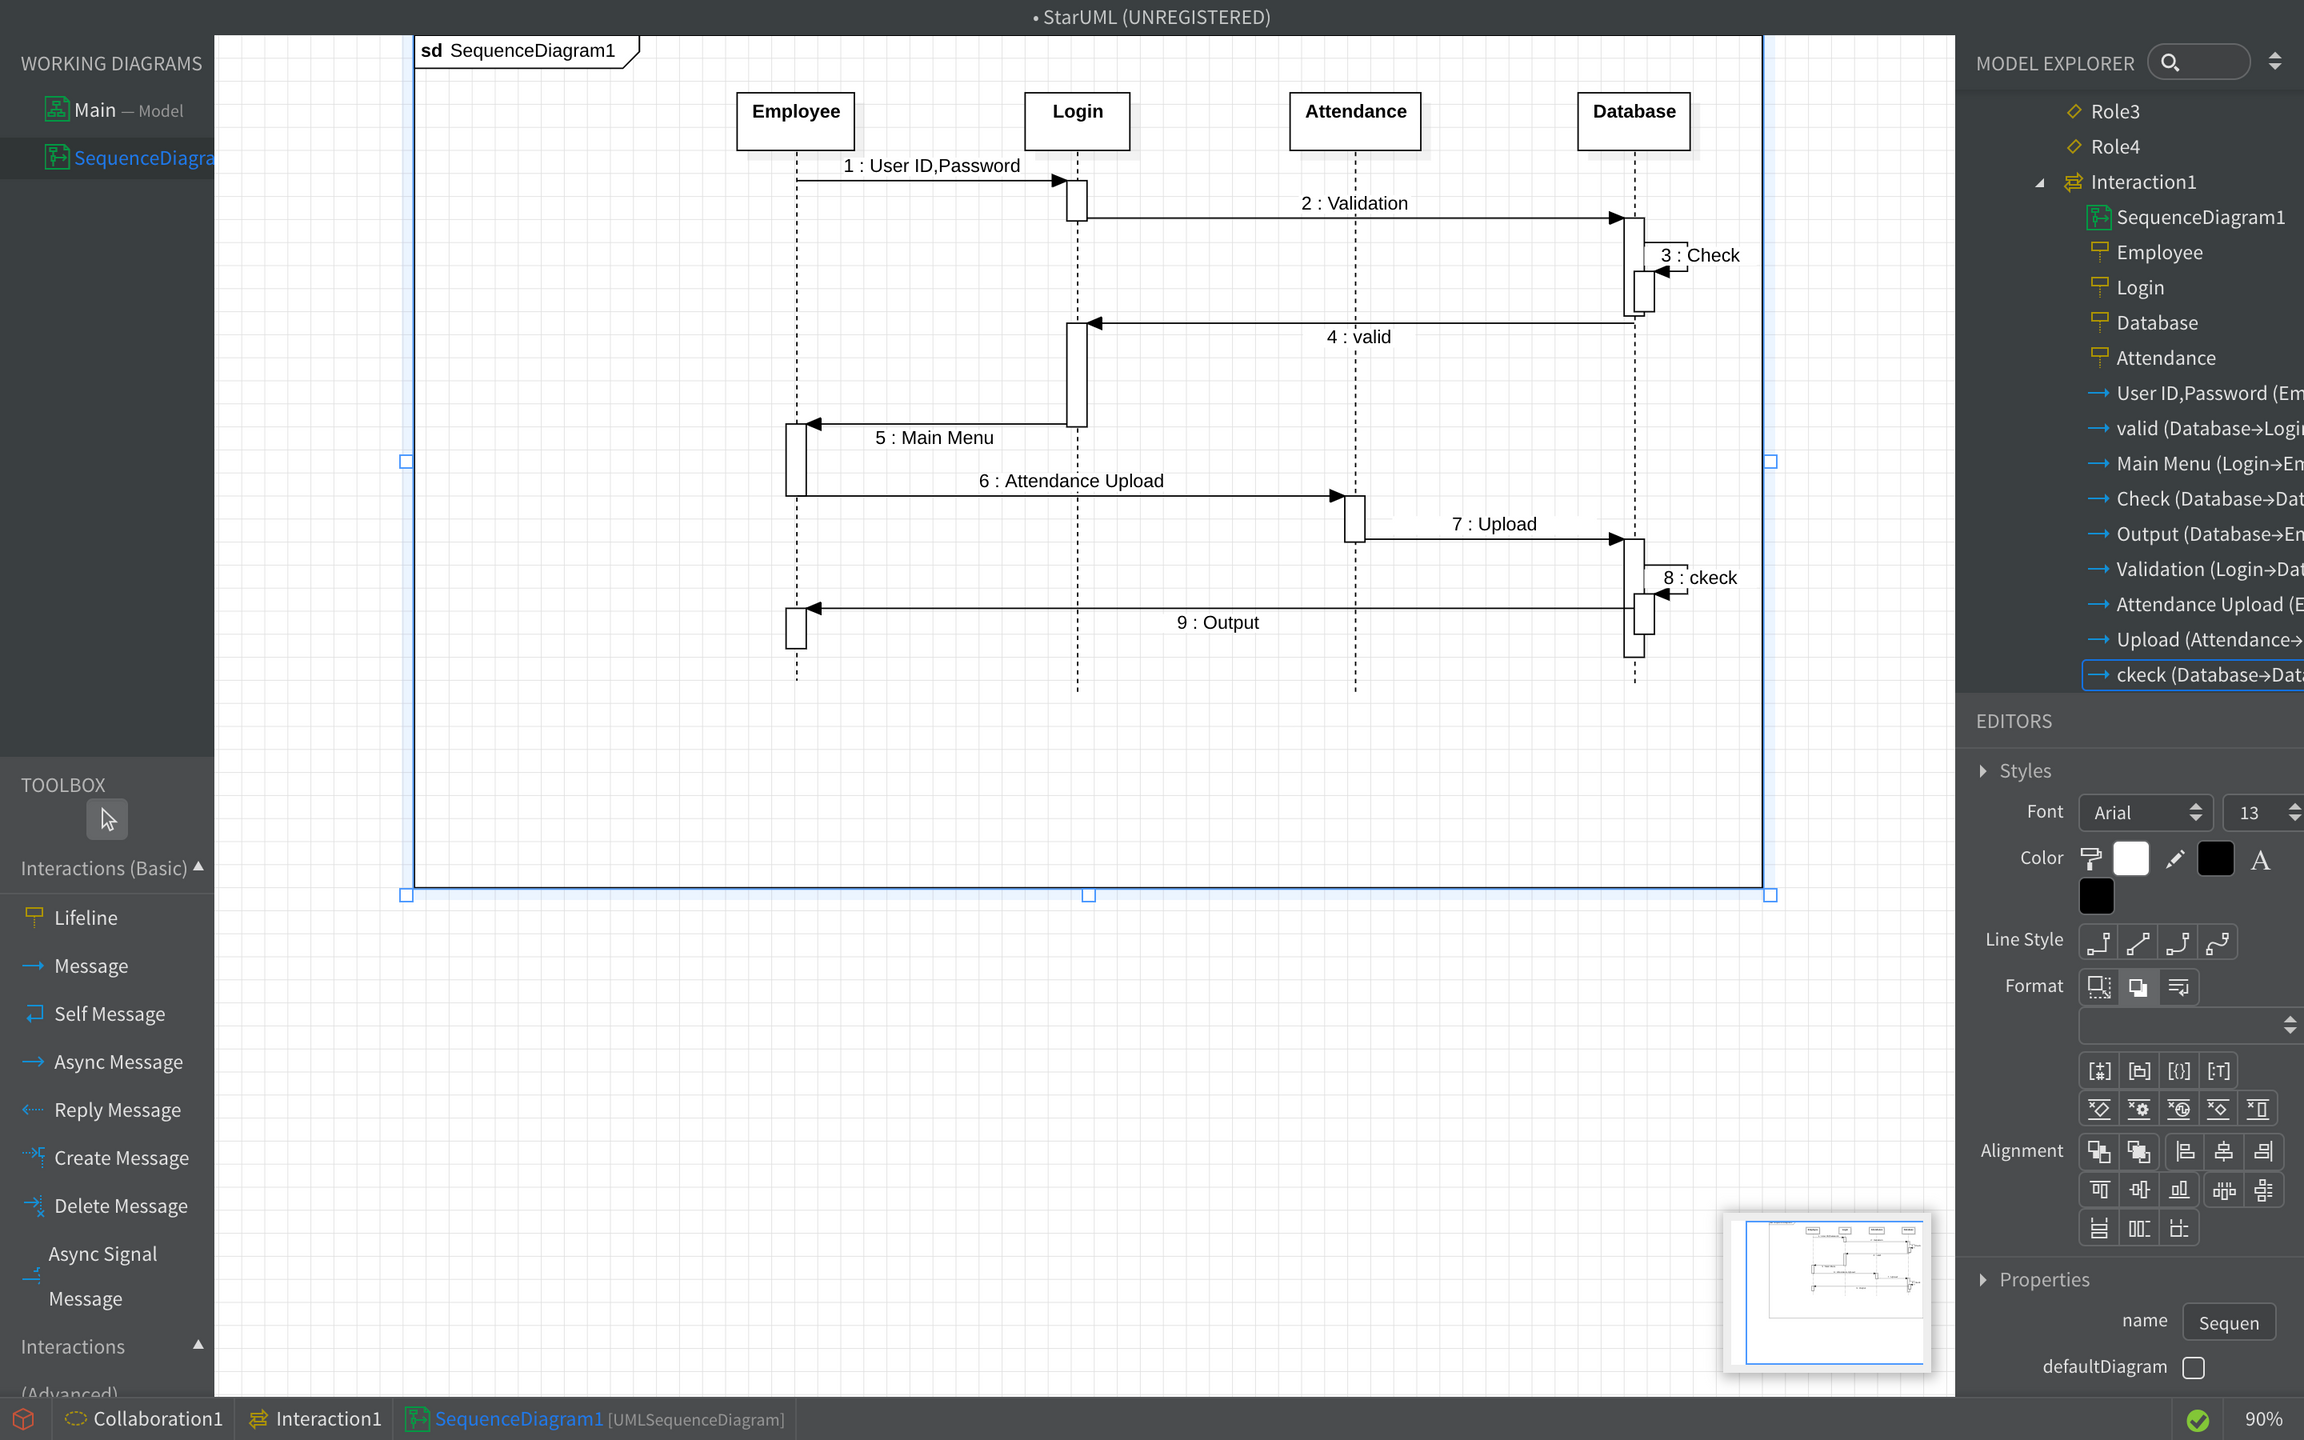 • StarUML (UNREGISTERED)
WORKING DIAGRAMS
Main — Model
SequenceDiagra
TOOLBOX
Interactions (Basic)
Lifeline
Message
Self Message
Async Message
Reply Message
Create Message
Delete Message
Async Signal
Message
Interactions
(Advanced)
sd SequenceDiagram1
Employee
Login
Attendance
Database
1 : User ID,Password
2 : Validation
3 : Check
4 : valid
5 : Main Menu
6 : Attendance Upload
7 : Upload
8 : ckeck
9 : Output
MODEL EXPLORER
Role3
Role4
Interaction1
SequenceDiagram1
Employee
Login
Database
Attendance
User ID,Password (Em
valid (Database→Login
Main Menu (Login→Em
Check (Database→Dat
Output (Database→Em
Validation (Login→Dat
Attendance Upload (E
Upload (Attendance→
ckeck (Database→Data
EDITORS
Styles
Font Arial 13
Color A
Line Style
Format
Alignment
Properties
name Sequen
defaultDiagram
Collaboration1 Interaction1 SequenceDiagram1 [UMLSequenceDiagram] 90%